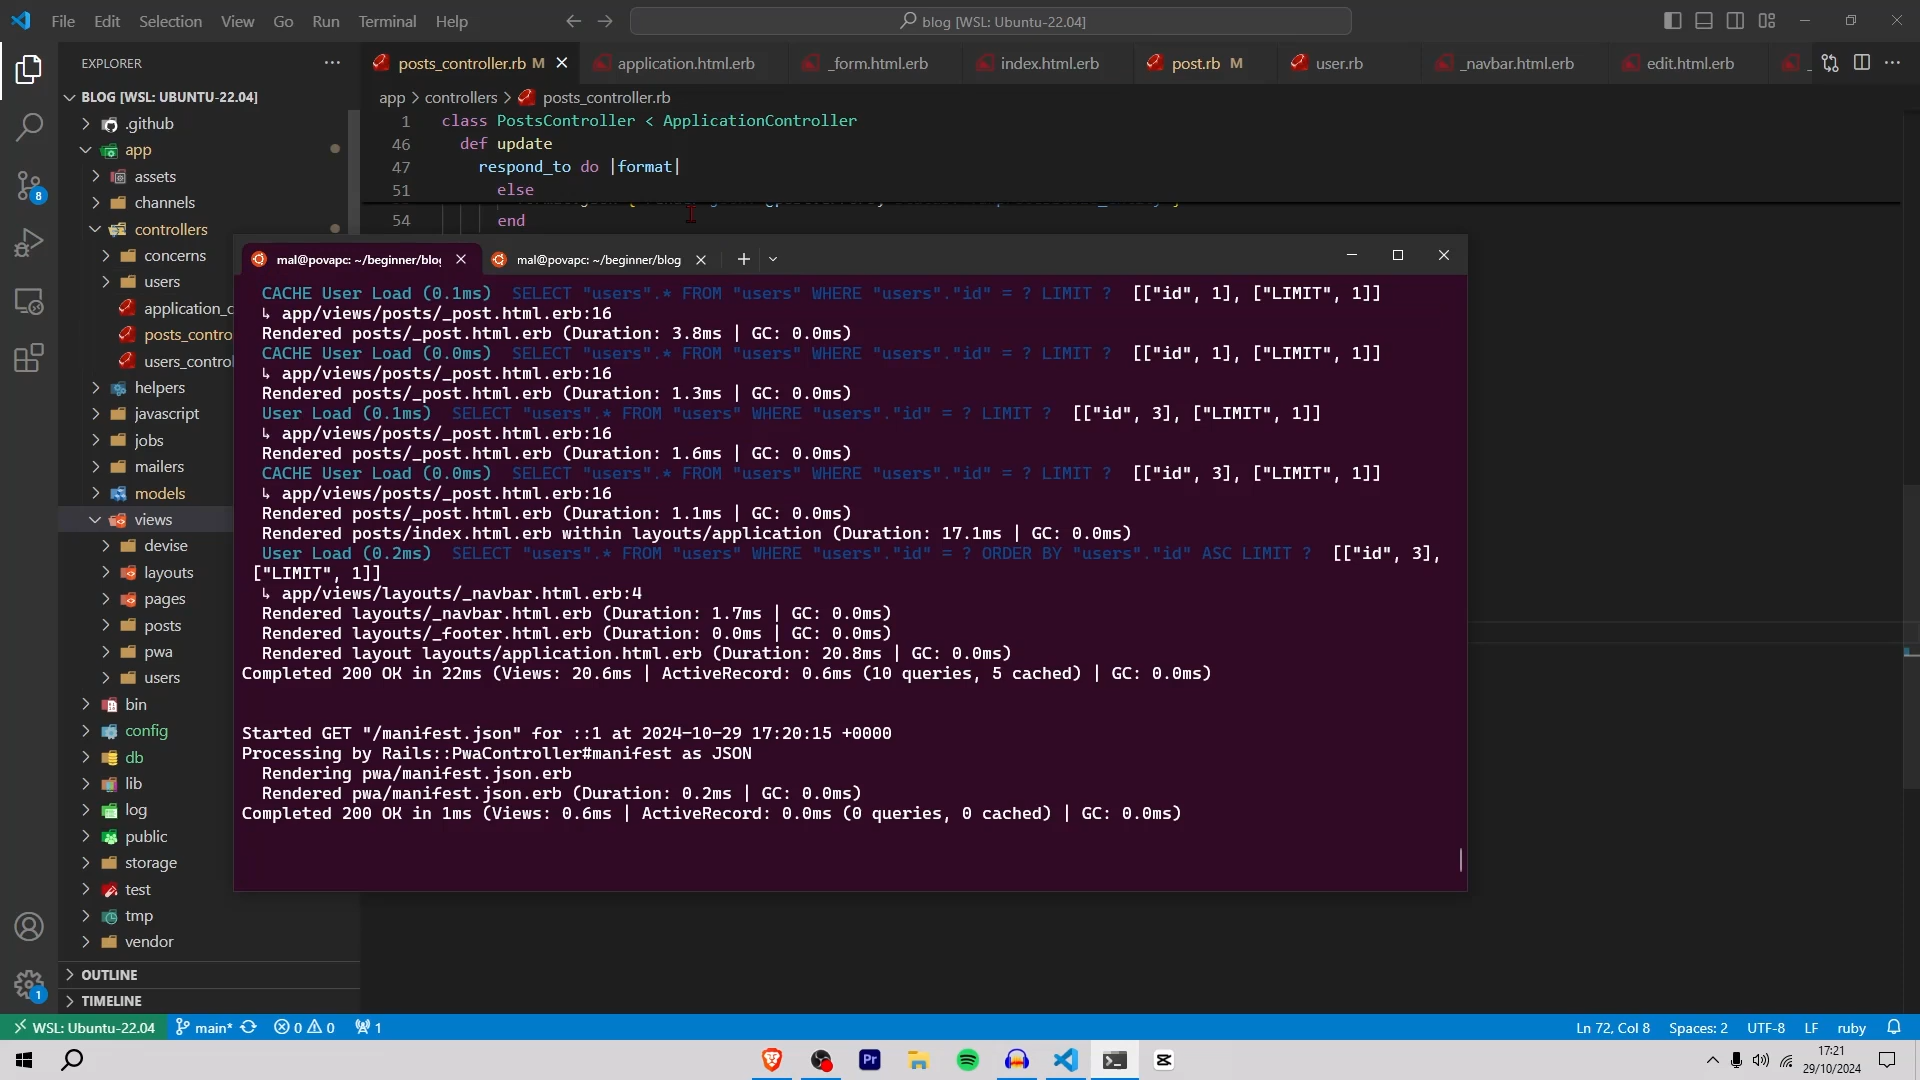 File Edit Selection View Go Run Terminal Help
blog [WSL: Ubuntu-22.04]
EXPLORER
posts_controller.rb M
application.html.erb
_form.html.erb
index.html.erb
post.rb M
user.rb
_navbar.html.erb
edit.html.erb
BLOG [WSL: UBUNTU-22.04]
app > controllers > posts_controller.rb
1 class PostsController < ApplicationController
46 def update
47 respond_to do |format|
51 else
54 end
.github
app
assets
channels
controllers
concerns
users
application_c
posts_contro
users_contro
helpers
javascript
jobs
mailers
models
views
devise
layouts
pages
posts
pwa
users
bin
config
db
lib
log
public
storage
test
tmp
vendor
OUTLINE
TIMELINE
mal@povapc: ~/beginner/blog
mal@povapc: ~/beginner/blog
CACHE User Load (0.1ms) SELECT "users".* FROM "users" WHERE "users"."id" = ? LIMIT ? [["id", 1], ["LIMIT", 1]]
↳ app/views/posts/_post.html.erb:16
Rendered posts/_post.html.erb (Duration: 3.8ms | GC: 0.0ms)
CACHE User Load (0.0ms) SELECT "users".* FROM "users" WHERE "users"."id" = ? LIMIT ? [["id", 1], ["LIMIT", 1]]
↳ app/views/posts/_post.html.erb:16
Rendered posts/_post.html.erb (Duration: 1.3ms | GC: 0.0ms)
User Load (0.1ms) SELECT "users".* FROM "users" WHERE "users"."id" = ? LIMIT ? [["id", 3], ["LIMIT", 1]]
↳ app/views/posts/_post.html.erb:16
Rendered posts/_post.html.erb (Duration: 1.6ms | GC: 0.0ms)
CACHE User Load (0.0ms) SELECT "users".* FROM "users" WHERE "users"."id" = ? LIMIT ? [["id", 3], ["LIMIT", 1]]
↳ app/views/posts/_post.html.erb:16
Rendered posts/_post.html.erb (Duration: 1.1ms | GC: 0.0ms)
Rendered posts/index.html.erb within layouts/application (Duration: 17.1ms | GC: 0.0ms)
User Load (0.2ms) SELECT "users".* FROM "users" WHERE "users"."id" = ? ORDER BY "users"."id" ASC LIMIT ? [["id", 3],
["LIMIT", 1]]
↳ app/views/layouts/_navbar.html.erb:4
Rendered layouts/_navbar.html.erb (Duration: 1.7ms | GC: 0.0ms)
Rendered layouts/_footer.html.erb (Duration: 0.0ms | GC: 0.0ms)
Rendered layout layouts/application.html.erb (Duration: 20.8ms | GC: 0.0ms)
Completed 200 OK in 22ms (Views: 20.6ms | ActiveRecord: 0.6ms (10 queries, 5 cached) | GC: 0.0ms)
Started GET "/manifest.json" for ::1 at 2024-10-29 17:20:15 +0000
Processing by Rails::PwaController#manifest as JSON
Rendering pwa/manifest.json.erb
Rendered pwa/manifest.json.erb (Duration: 0.2ms | GC: 0.0ms)
Completed 200 OK in 1ms (Views: 0.6ms | ActiveRecord: 0.0ms (0 queries, 0 cached) | GC: 0.0ms)
8
1
WSL: Ubuntu-22.04 main* 0 0 1
Ln 72, Col 8 Spaces: 2 UTF-8 LF ruby
Pr
17:21
29/10/2024